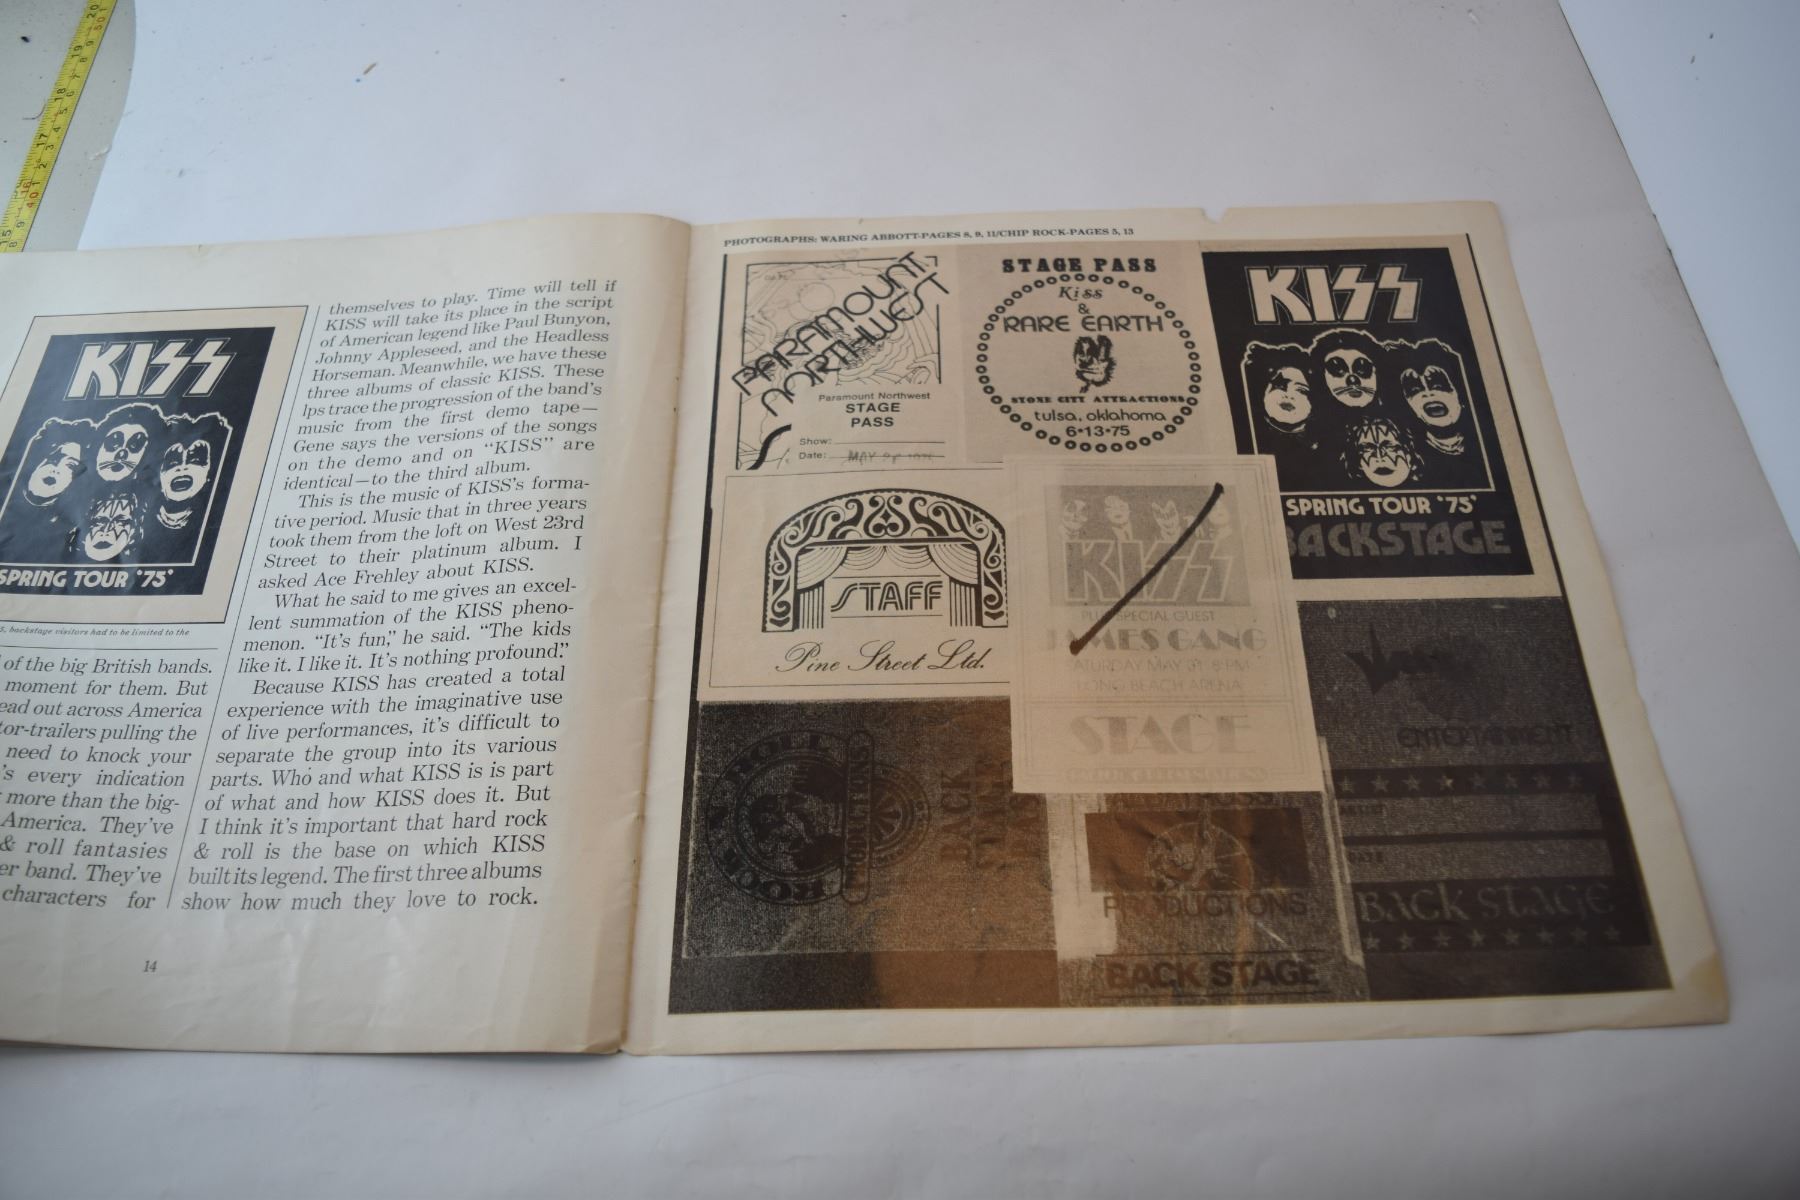 KISS
SPRING TOUR '75'
5, backstage visitors had to be limited to the
of the big British bands.
moment for them. But
ead out across America
tor-trailers pulling the
need to knock your
's every indication
more than the big-
America. They've
& roll fantasies
er band. They've
characters for
themselves to play. Time will tell if
KISS will take its place in the script
of American legend like Paul Bunyon,
Johnny Appleseed, and the Headless
Horseman. Meanwhile, we have these
three albums of classic KISS. These
lps trace the progression of the band's
music from the first demo tape—
Gene says the versions of the songs
on the demo and on "KISS" are
identical—to the third album.
This is the music of KISS's forma-
tive period. Music that in three years
took them from the loft on West 23rd
Street to their platinum album. I
asked Ace Frehley about KISS.
What he said to me gives an excel-
lent summation of the KISS pheno-
menon. "It's fun," he said. "The kids
like it. I like it. It's nothing profound."
Because KISS has created a total
experience with the imaginative use
of live performances, it's difficult to
separate the group into its various
parts. Who and what KISS is is part
of what and how KISS does it. But
I think it's important that hard rock
& roll is the base on which KISS
built its legend. The first three albums
show how much they love to rock.
14
PHOTOGRAPHS: WARING ABBOTT-PAGES 8, 9, 11/CHIP ROCK-PAGES 5, 13
PARAMOUNT
NORTHWEST
Paramount Northwest
STAGE
PASS
Show:
Date: MAY
STAGE PASS
Kiss
&
RARE EARTH
STONE CITY ATTRACTIONS
tulsa, oklahoma
6•13•75
KISS
SPRING TOUR '75'
BACKSTAGE
STAFF
Pine Street Ltd.
KISS
PLUS SPECIAL GUEST
JAMES GANG
SATURDAY MAY 31 8 PM
LONG BEACH ARENA
STAGE
ENTERTAINMENT
ARTIST
DATE
BACK STAGE
BACK
STAGE
PASS
PRODUCTIONS
BACK STAGE